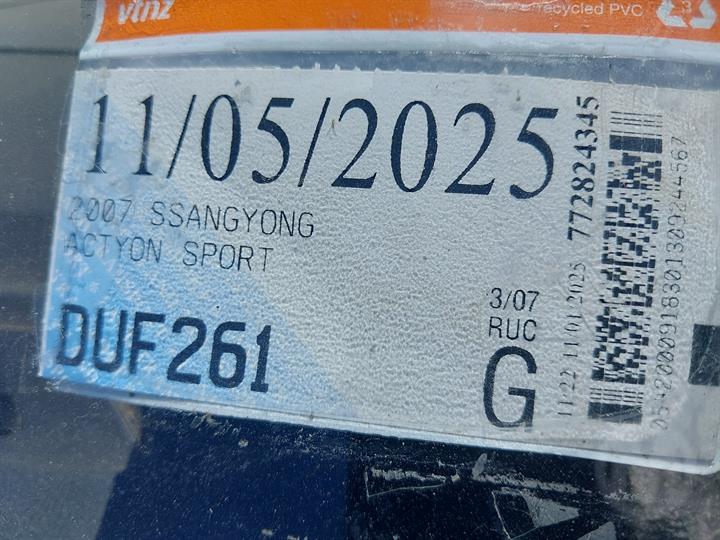 vtnz
recycled PVC
3
11/05/2025
2007 SSANGYONG
ACTYON SPORT
DUF261
3/07
RUC
G
11:22 11/01/2025 772824345